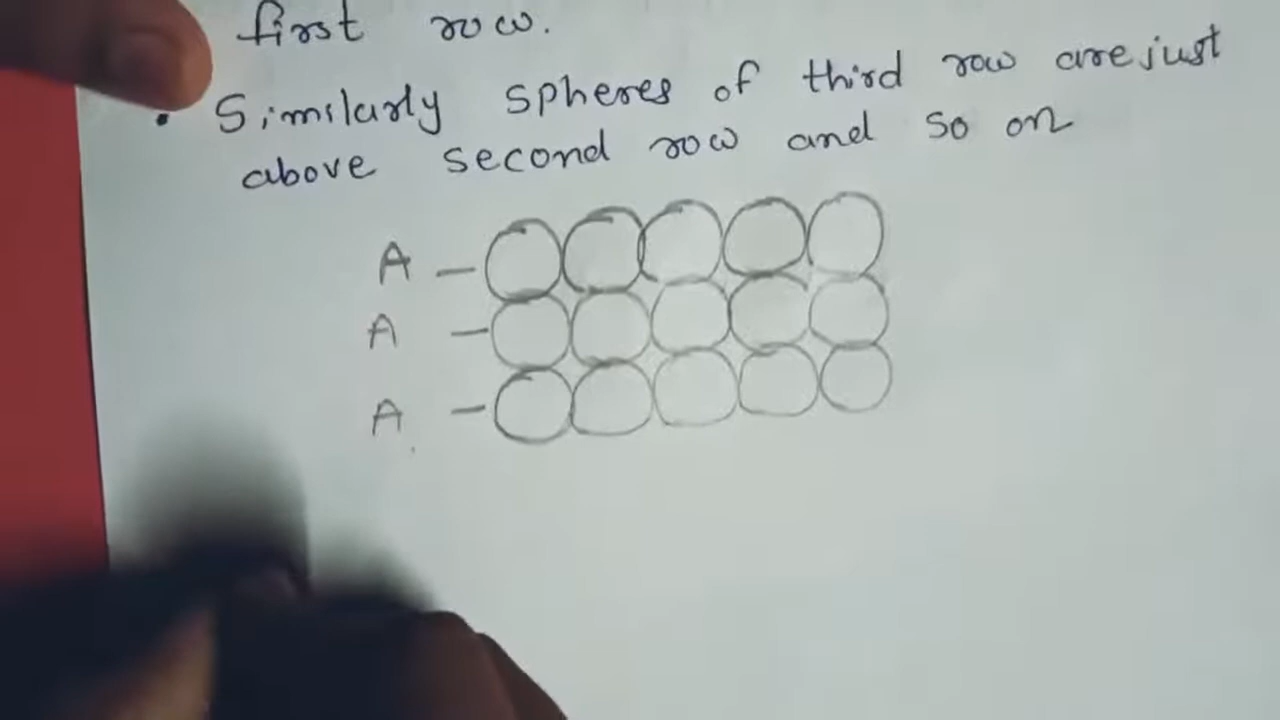 first row.
• Similarly spheres of third row are just
above second row and so on
A -
A -
A -